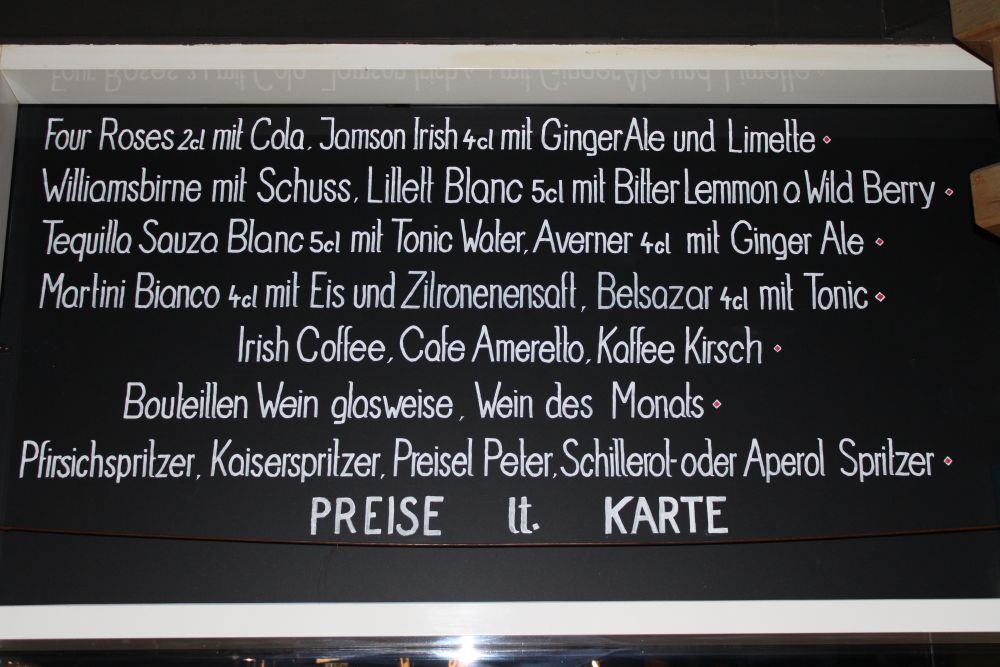 Four Roses 2cl mit Cola, Jamson Irish 4cl mit Ginger Ale und Limette
Williamsbirne mit Schuss, Lillett Blanc 5cl mit Bitter Lemmon o Wild Berry
Tequilla Sauza Blanc 5cl mit Tonic Water, Averner 4cl mit Ginger Ale
Martini Bianco 4cl mit Eis und Zitronenensaft, Belsazar 4cl mit Tonic
Irish Coffee, Cafe Ameretto, Kaffee Kirsch
Bouteillen Wein glasweise, Wein des Monats
Pfirsichspritzer, Kaiserspritzer, Preisel Peter, Schillerol- oder Aperol Spritzer
PREISE lt. KARTE